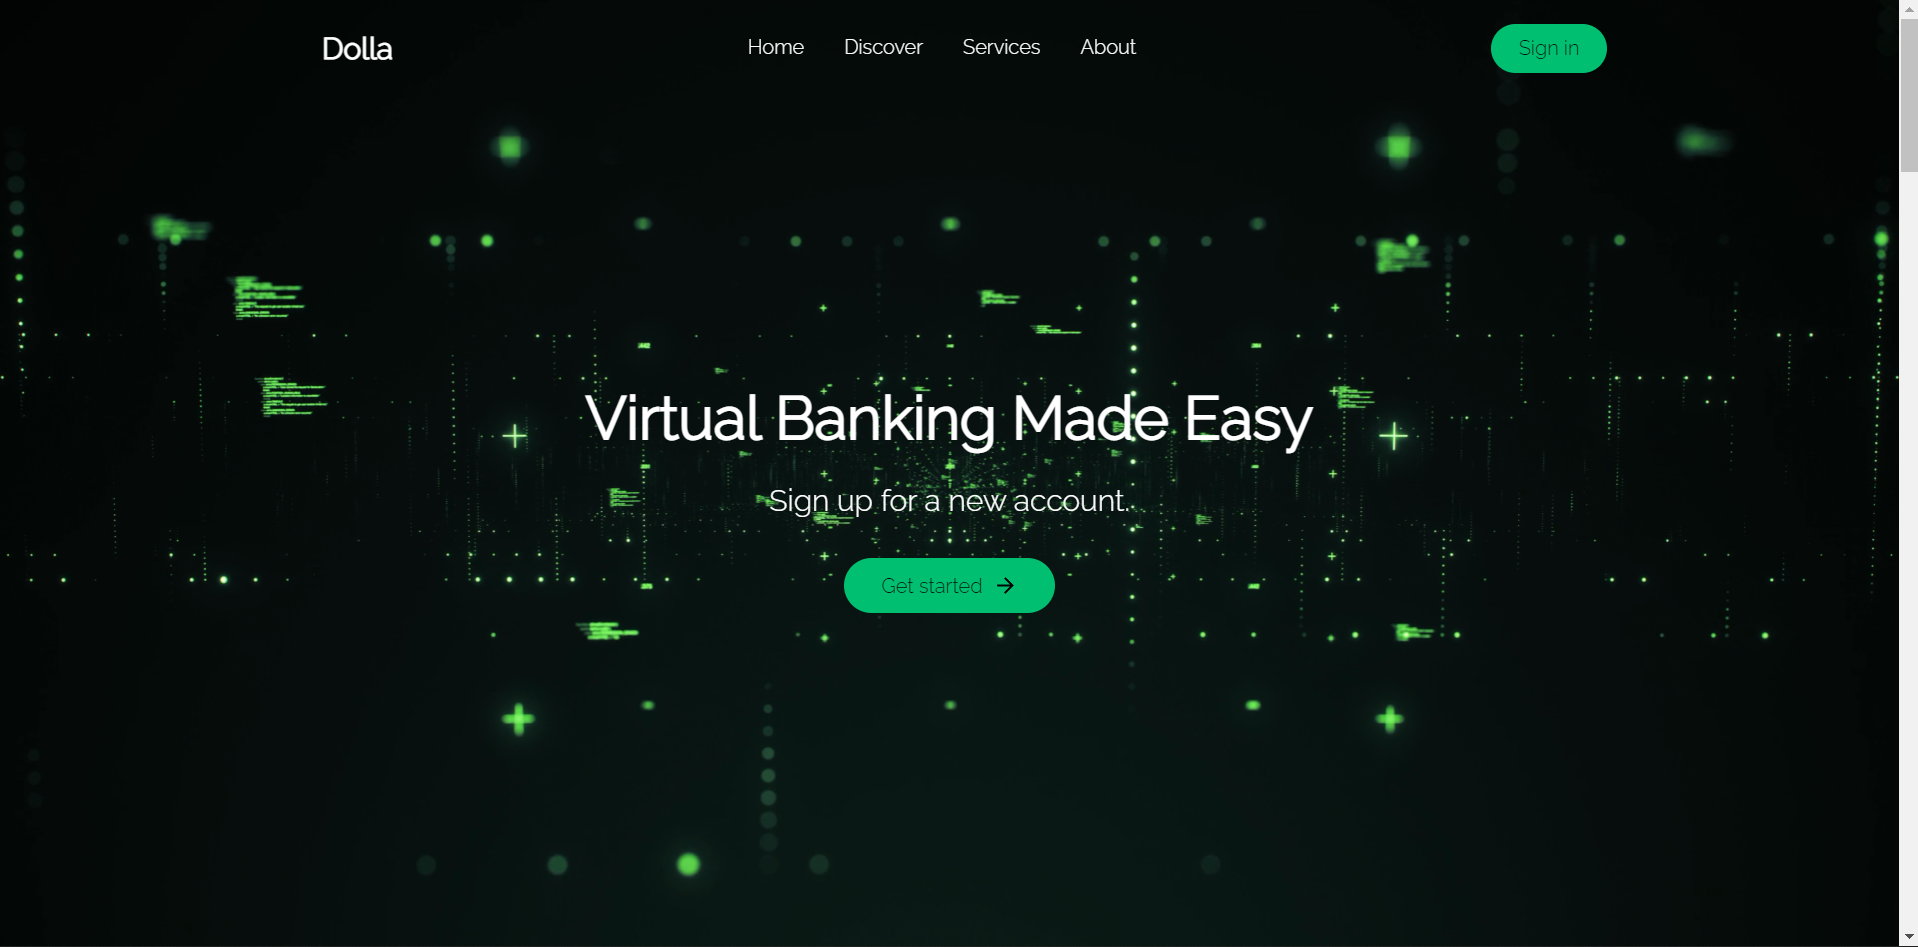 Dolla
Home Discover Services About
Sign in
Virtual Banking Made Easy
Sign up for a new account.
Get started